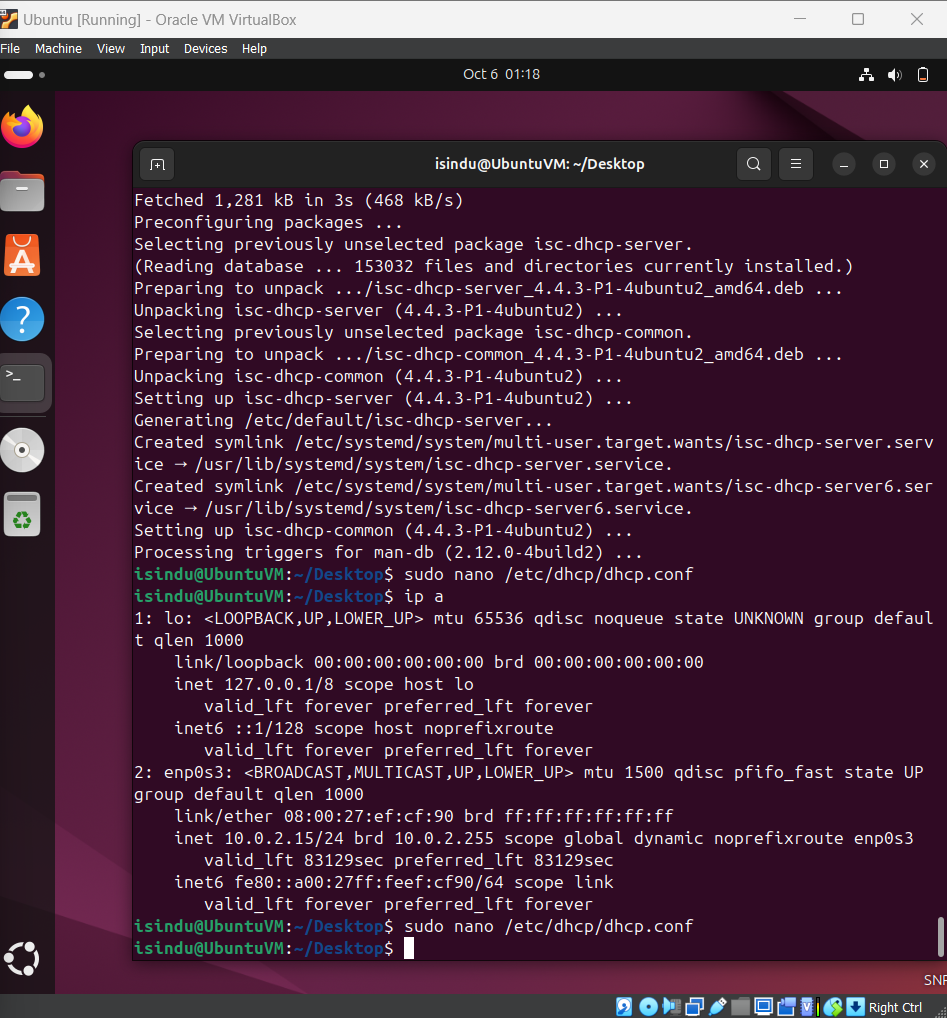 Ubuntu [Running] - Oracle VM VirtualBox
File Machine View Input Devices Help
Oct 6 01:18
isindu@UbuntuVM: ~/Desktop
Fetched 1,281 kB in 3s (468 kB/s)
Preconfiguring packages ...
Selecting previously unselected package isc-dhcp-server.
(Reading database ... 153032 files and directories currently installed.)
Preparing to unpack .../isc-dhcp-server_4.4.3-P1-4ubuntu2_amd64.deb ...
Unpacking isc-dhcp-server (4.4.3-P1-4ubuntu2) ...
Selecting previously unselected package isc-dhcp-common.
Preparing to unpack .../isc-dhcp-common_4.4.3-P1-4ubuntu2_amd64.deb ...
Unpacking isc-dhcp-common (4.4.3-P1-4ubuntu2) ...
Setting up isc-dhcp-server (4.4.3-P1-4ubuntu2) ...
Generating /etc/default/isc-dhcp-server...
Created symlink /etc/systemd/system/multi-user.target.wants/isc-dhcp-server.serv
ice → /usr/lib/systemd/system/isc-dhcp-server.service.
Created symlink /etc/systemd/system/multi-user.target.wants/isc-dhcp-server6.ser
vice → /usr/lib/systemd/system/isc-dhcp-server6.service.
Setting up isc-dhcp-common (4.4.3-P1-4ubuntu2) ...
Processing triggers for man-db (2.12.0-4build2) ...
isindu@UbuntuVM:~/Desktop$ sudo nano /etc/dhcp/dhcp.conf
isindu@UbuntuVM:~/Desktop$ ip a
1: lo: <LOOPBACK,UP,LOWER_UP> mtu 65536 qdisc noqueue state UNKNOWN group defaul
t qlen 1000
    link/loopback 00:00:00:00:00:00 brd 00:00:00:00:00:00
    inet 127.0.0.1/8 scope host lo
       valid_lft forever preferred_lft forever
    inet6 ::1/128 scope host noprefixroute
       valid_lft forever preferred_lft forever
2: enp0s3: <BROADCAST,MULTICAST,UP,LOWER_UP> mtu 1500 qdisc pfifo_fast state UP
group default qlen 1000
    link/ether 08:00:27:ef:cf:90 brd ff:ff:ff:ff:ff:ff
    inet 10.0.2.15/24 brd 10.0.2.255 scope global dynamic noprefixroute enp0s3
       valid_lft 83129sec preferred_lft 83129sec
    inet6 fe80::a00:27ff:feef:cf90/64 scope link
       valid_lft forever preferred_lft forever
isindu@UbuntuVM:~/Desktop$ sudo nano /etc/dhcp/dhcp.conf
isindu@UbuntuVM:~/Desktop$
Right Ctrl